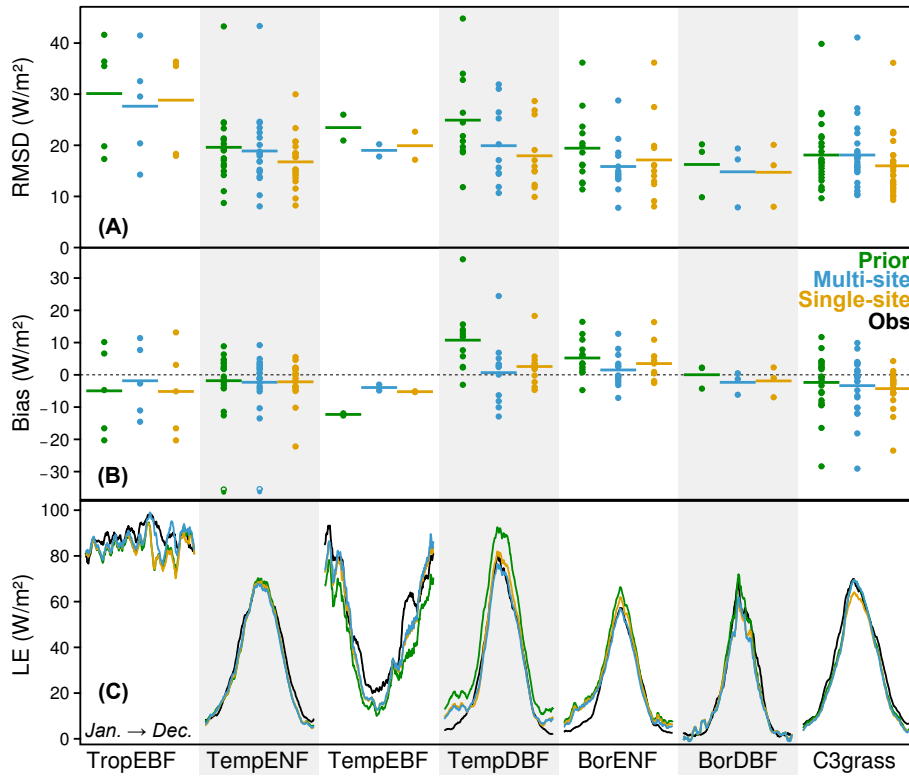 RMSD (W/m²)
40
30
20
10
0
(A)
Bias (W/m²)
30
20
10
0
−10
−20
−30
(B)
Prior
Multi-site
Single-site
Obs
LE (W/m²)
100
80
60
40
20
0
(C)
Jan. → Dec.
TropEBF TempENF TempEBF TempDBF BorENF BorDBF C3grass